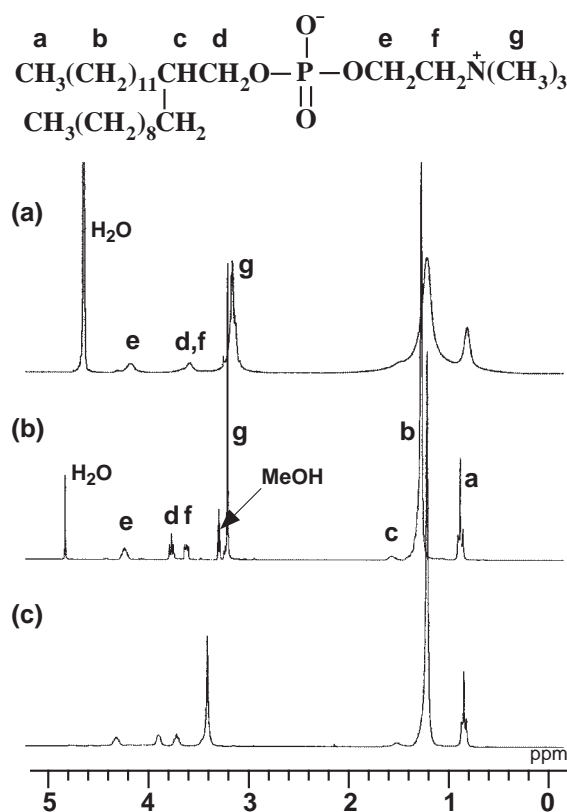 a b c d O⁻ e f g
CH₃(CH₂)₁₁CHCH₂O–P–OCH₂CH₂N⁺(CH₃)₃
CH₃(CH₂)₈CH₂ O
(a)
H₂O
g
e
d,f
(b)
H₂O
g
b
MeOH
a
e
d f
c
(c)
ppm
5 4 3 2 1 0